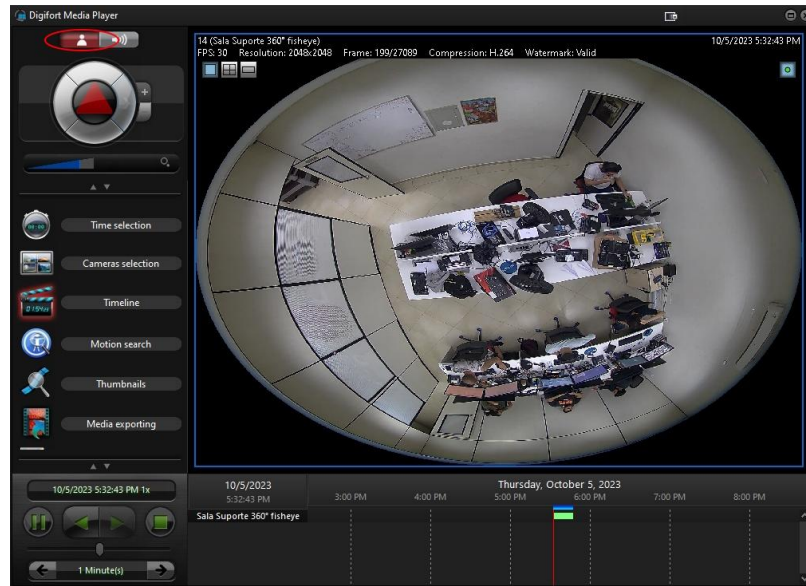 Digifort Media Player
14 (Sala Suporte 360° fisheye)
10/5/2023 5:32:43 PM
FPS: 30 Resolution: 2048x2048 Frame: 199/27089 Compression: H.264 Watermark: Valid
00:00
Time selection
Cameras selection
Timeline
Motion search
Thumbnails
Media exporting
10/5/2023 5:32:43 PM 1x
1 Minute(s)
10/5/2023
5:32:43 PM
Thursday, October 5, 2023
3:00 PM 4:00 PM 5:00 PM 6:00 PM 7:00 PM 8:00 PM
Sala Suporte 360° fisheye